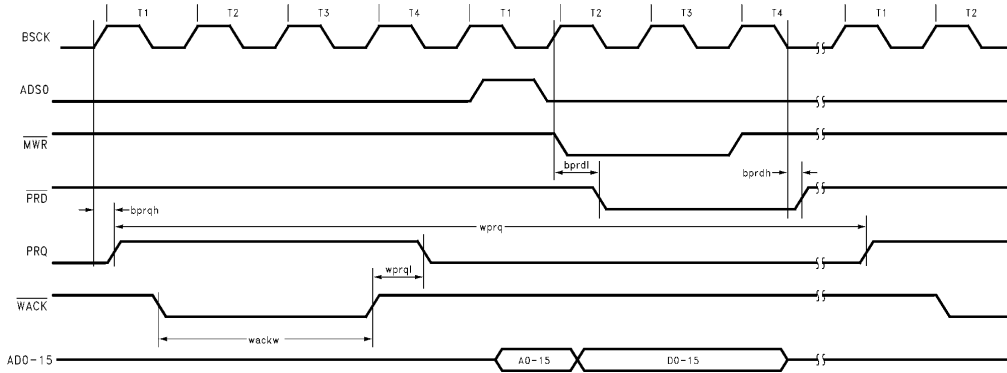 T1 T2 T3 T4 T1 T2 T3 T4 T1 T2
BSCK
ADS0
MWR
bprdl bprdh
PRD
bprqh
wprq
PRQ
wprql
WACK
wackw
AD0-15 A0-15 D0-15